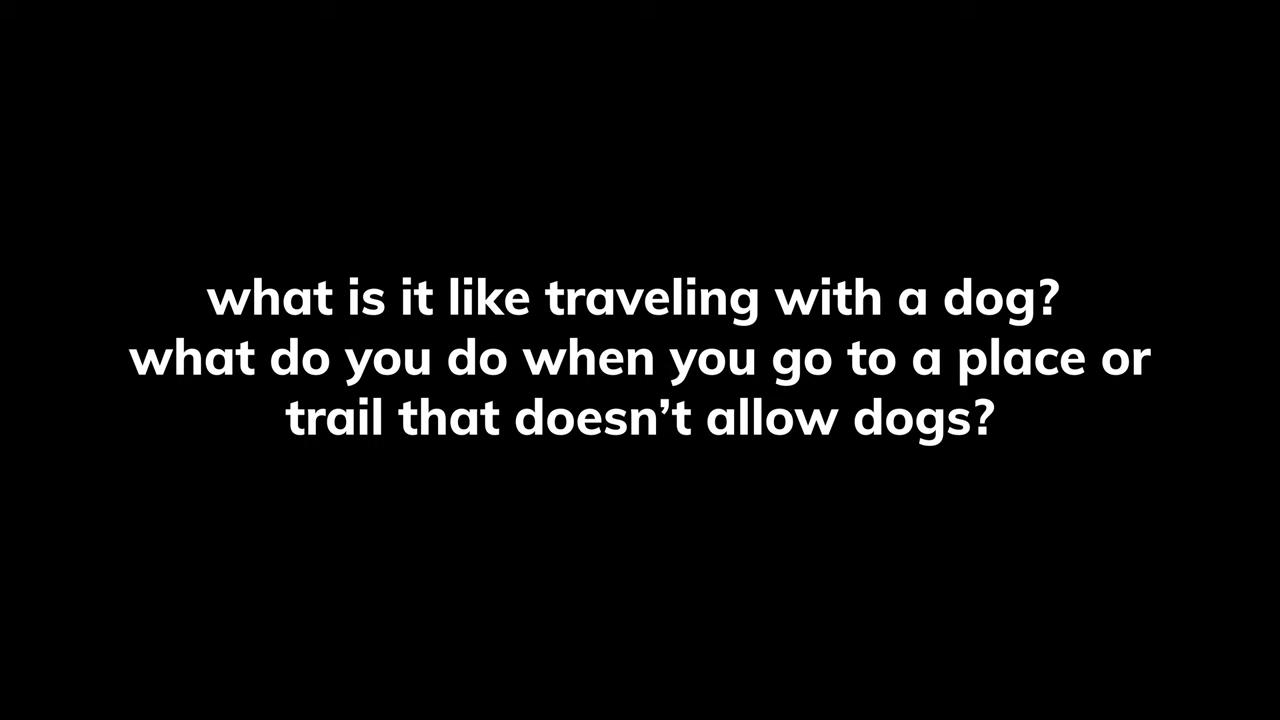 what is it like traveling with a dog?
what do you do when you go to a place or
trail that doesn’t allow dogs?